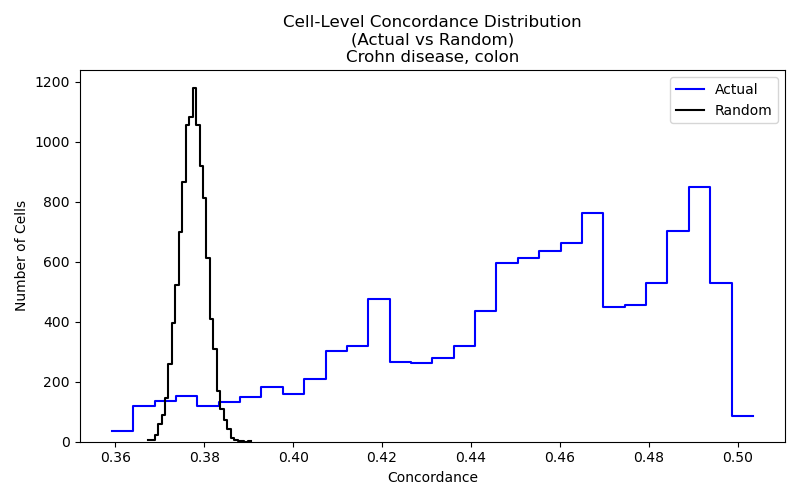 Cell-Level Concordance Distribution
(Actual vs Random)
Crohn disease, colon
1200
1000
800
600
400
200
0
Number of Cells
Actual
Random
0.36 0.38 0.40 0.42 0.44 0.46 0.48 0.50
Concordance